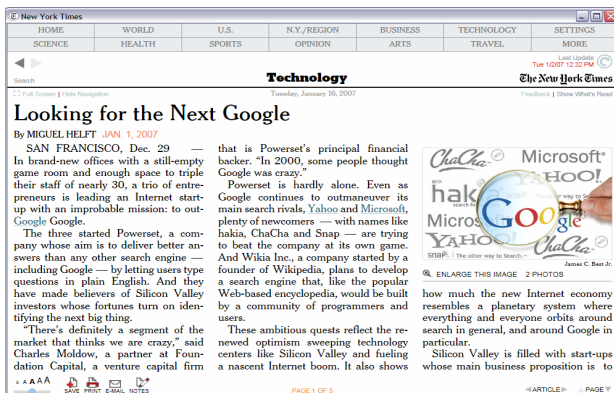 New York Times
HOME WORLD U.S. N.Y./REGION BUSINESS TECHNOLOGY SETTINGS
SCIENCE HEALTH SPORTS OPINION ARTS TRAVEL MORE
Last Update
Tue 1/2/07 12:32 PM
Search
Technology
The New York Times
Full Screen | Hide Navigation
Tuesday, January 16, 2007
Feedback | Show What's Read
Looking for the Next Google
By MIGUEL HELFT JAN. 1, 2007
SAN FRANCISCO, Dec. 29 —
In brand-new offices with a still-empty
game room and enough space to triple
their staff of nearly 30, a trio of entre-
preneurs is leading an Internet start-
up with an improbable mission: to out-
Google Google.
The three started Powerset, a com-
pany whose aim is to deliver better an-
swers than any other search engine —
including Google — by letting users type
questions in plain English. And they
have made believers of Silicon Valley
investors whose fortunes turn on iden-
tifying the next big thing.
"There's definitely a segment of the
market that thinks we are crazy," said
Charles Moldow, a partner at Foun-
dation Capital, a venture capital firm
that is Powerset's principal financial
backer. "In 2000, some people thought
Google was crazy."
Powerset is hardly alone. Even as
Google continues to outmaneuver its
main search rivals, Yahoo and Microsoft,
plenty of newcomers — with names like
hakia, ChaCha and Snap — are trying
to beat the company at its own game.
And Wikia Inc., a company started by a
founder of Wikipedia, plans to develop
a search engine that, like the popular
Web-based encyclopedia, would be built
by a community of programmers and
users.
These ambitious quests reflect the re-
newed optimism sweeping technology
centers like Silicon Valley and fueling
a nascent Internet boom. It also shows
ChaCha Microsoft
YAHOO!
hak
Google
Micros
YAHOO! ChaCha
snap The other way to search.
James C. Best Jr.
ENLARGE THIS IMAGE 2 PHOTOS
how much the new Internet economy
resembles a planetary system where
everything and everyone orbits around
search in general, and around Google in
particular.
Silicon Valley is filled with start-ups
whose main business proposition is to
A A A A A
SAVE PRINT E-MAIL NOTES
PAGE 1 OF 5
ARTICLE PAGE